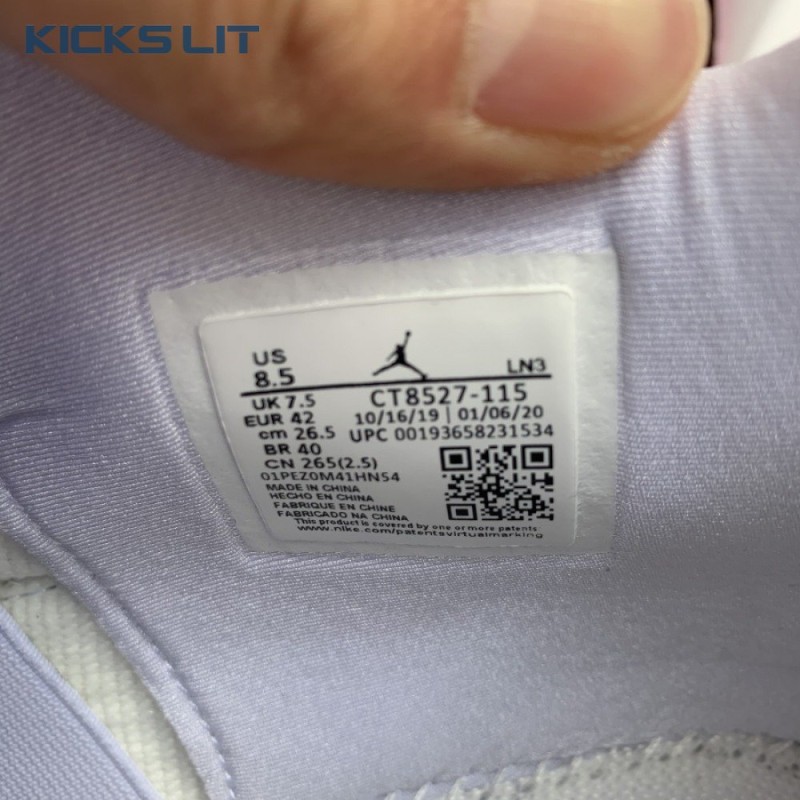 KICKS LIT
US
8.5
LN3
UK 7.5
CT8527-115
EUR 42
10/16/19 | 01/06/20
cm 26.5
UPC 00193658231534
BR 40
CN 265(2.5)
01PEZ0M41HN54
MADE IN CHINA
HECHO EN CHINA
FABRIQUE EN CHINE
FABRICADO NA CHINA
This product is covered by one or more patents
www.nike.com/patentsvirtualmarking